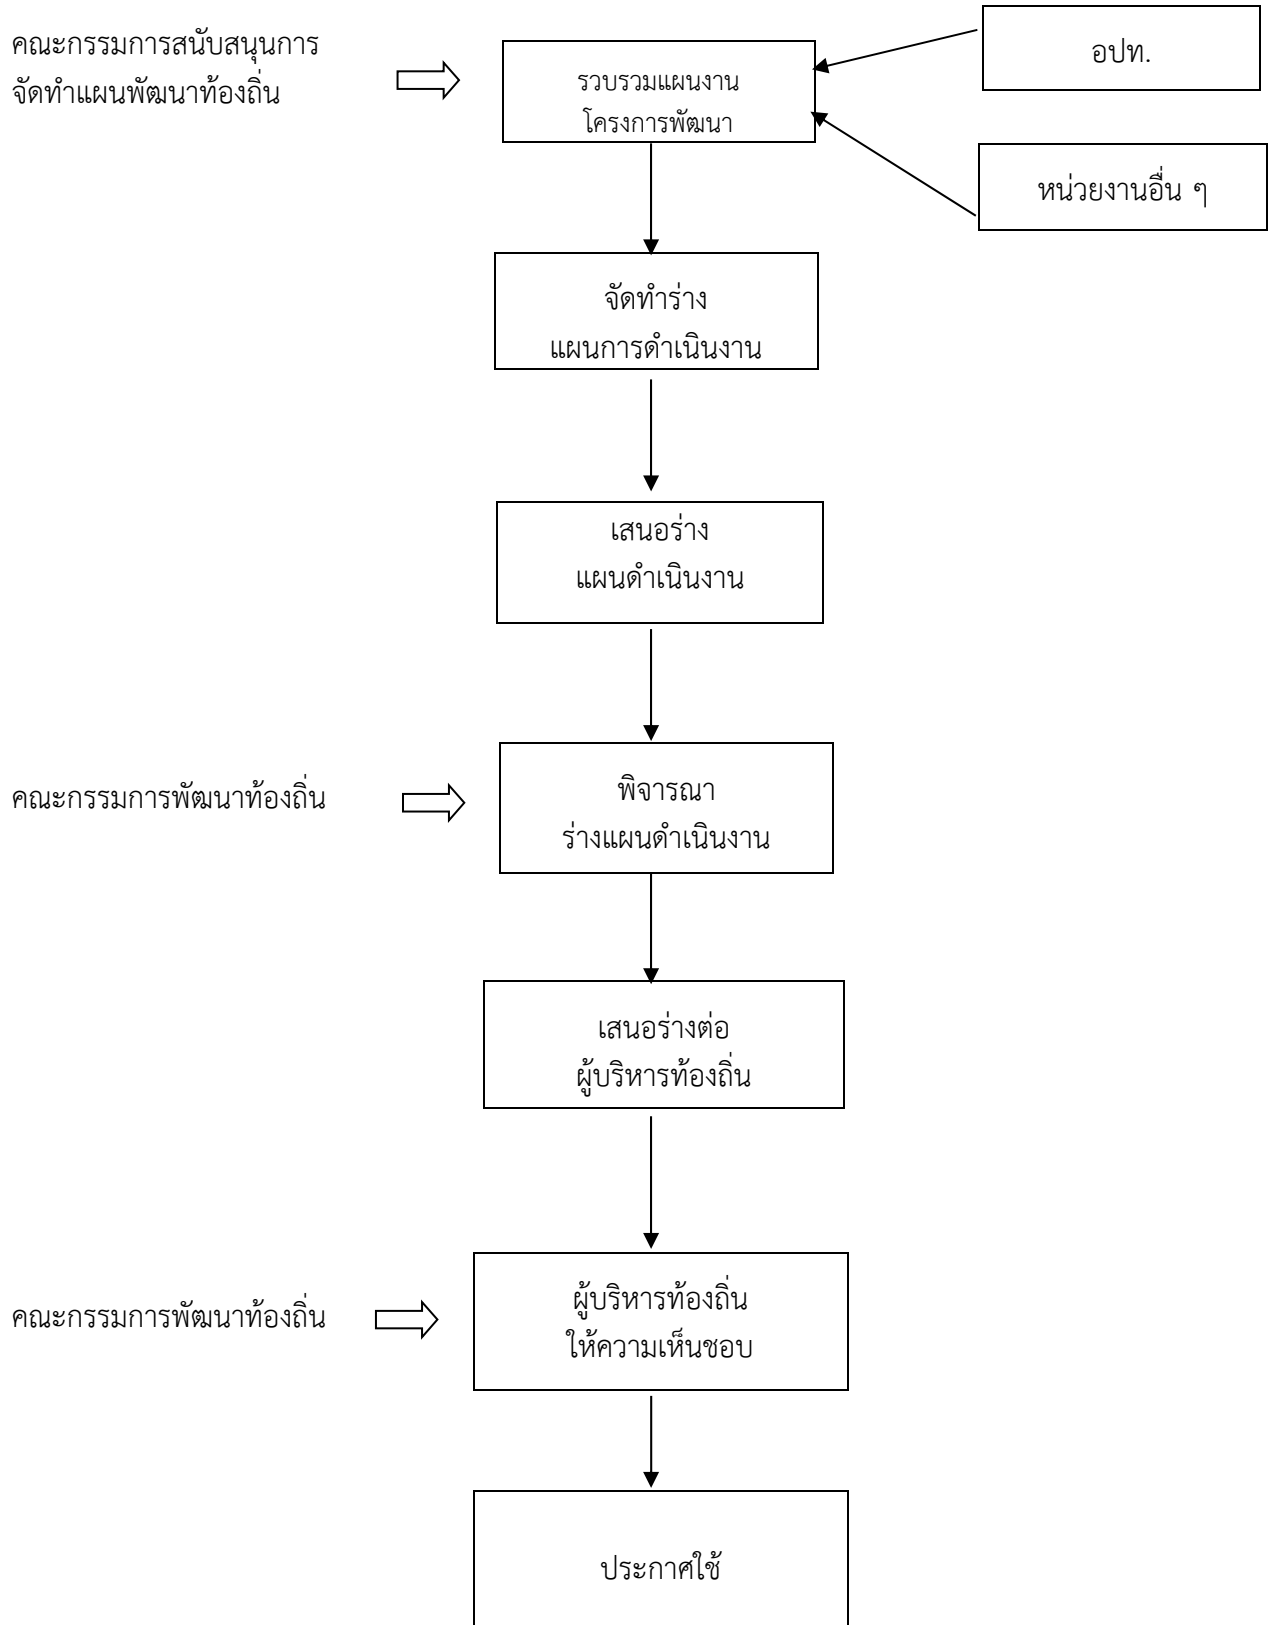 คณะกรรมการสนับสนุนการ
จัดทำแผนพัฒนาท้องถิ่น
รวบรวมแผนงาน
โครงการพัฒนา
อปท.
หน่วยงานอื่น ๆ
จัดทำร่าง
แผนการดำเนินงาน
เสนอร่าง
แผนดำเนินงาน
คณะกรรมการพัฒนาท้องถิ่น
พิจารณา
ร่างแผนดำเนินงาน
เสนอร่างต่อ
ผู้บริหารท้องถิ่น
คณะกรรมการพัฒนาท้องถิ่น
ผู้บริหารท้องถิ่น
ให้ความเห็นชอบ
ประกาศใช้